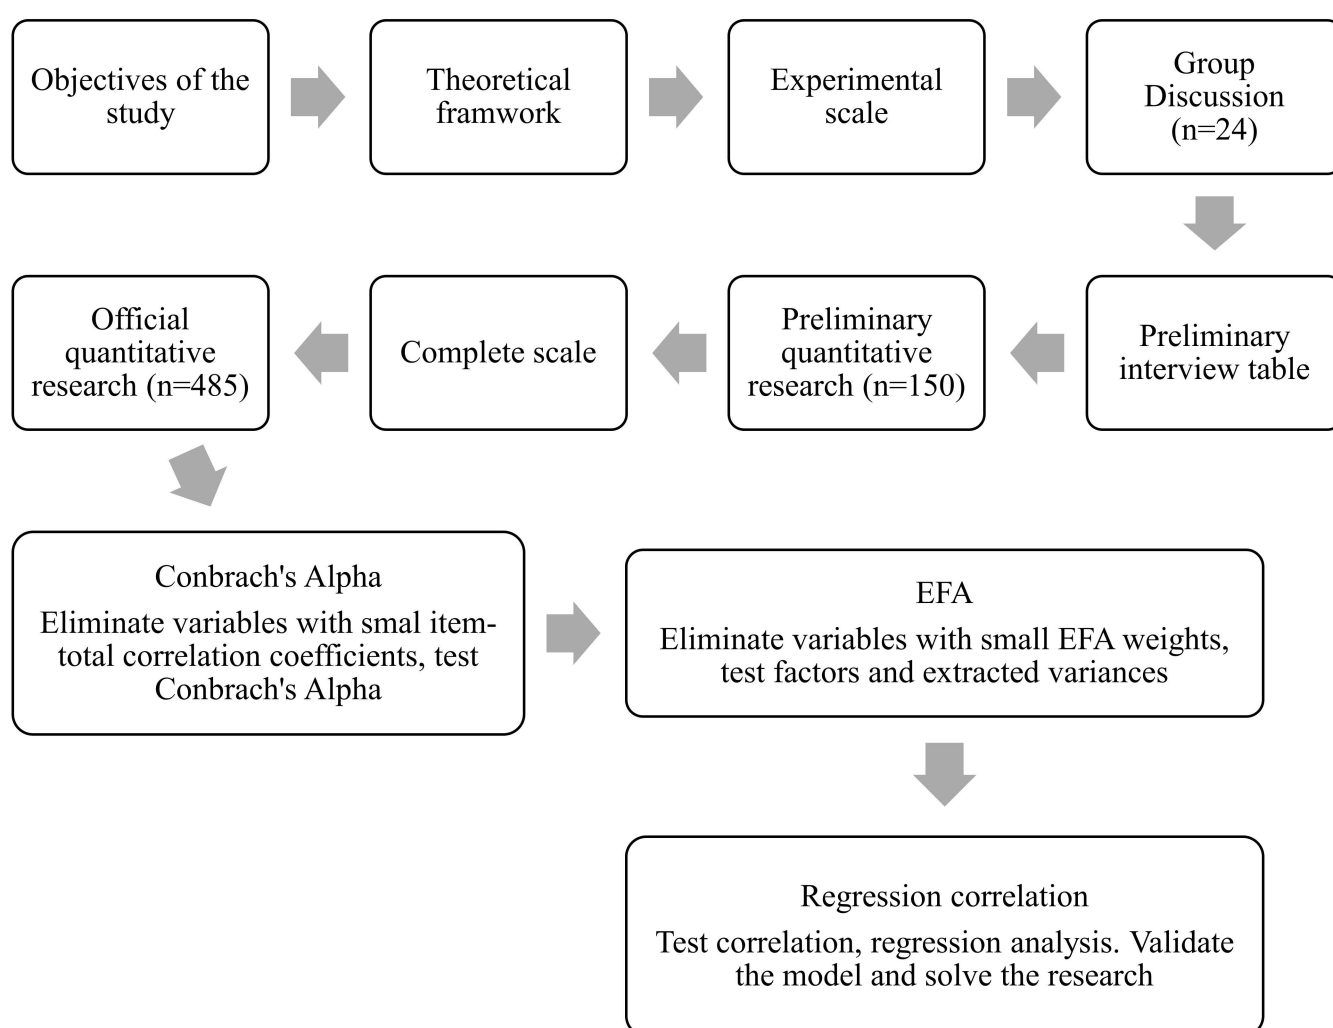 Objectives of the
study
Theoretical
framwork
Experimental
scale
Group
Discussion
(n=24)
Preliminary
interview table
Preliminary
quantitative
research (n=150)
Complete scale
Official
quantitative
research (n=485)
Conbrach's Alpha
Eliminate variables with smal item-
total correlation coefficients, test
Conbrach's Alpha
EFA
Eliminate variables with small EFA weights,
test factors and extracted variances
Regression correlation
Test correlation, regression analysis. Validate
the model and solve the research